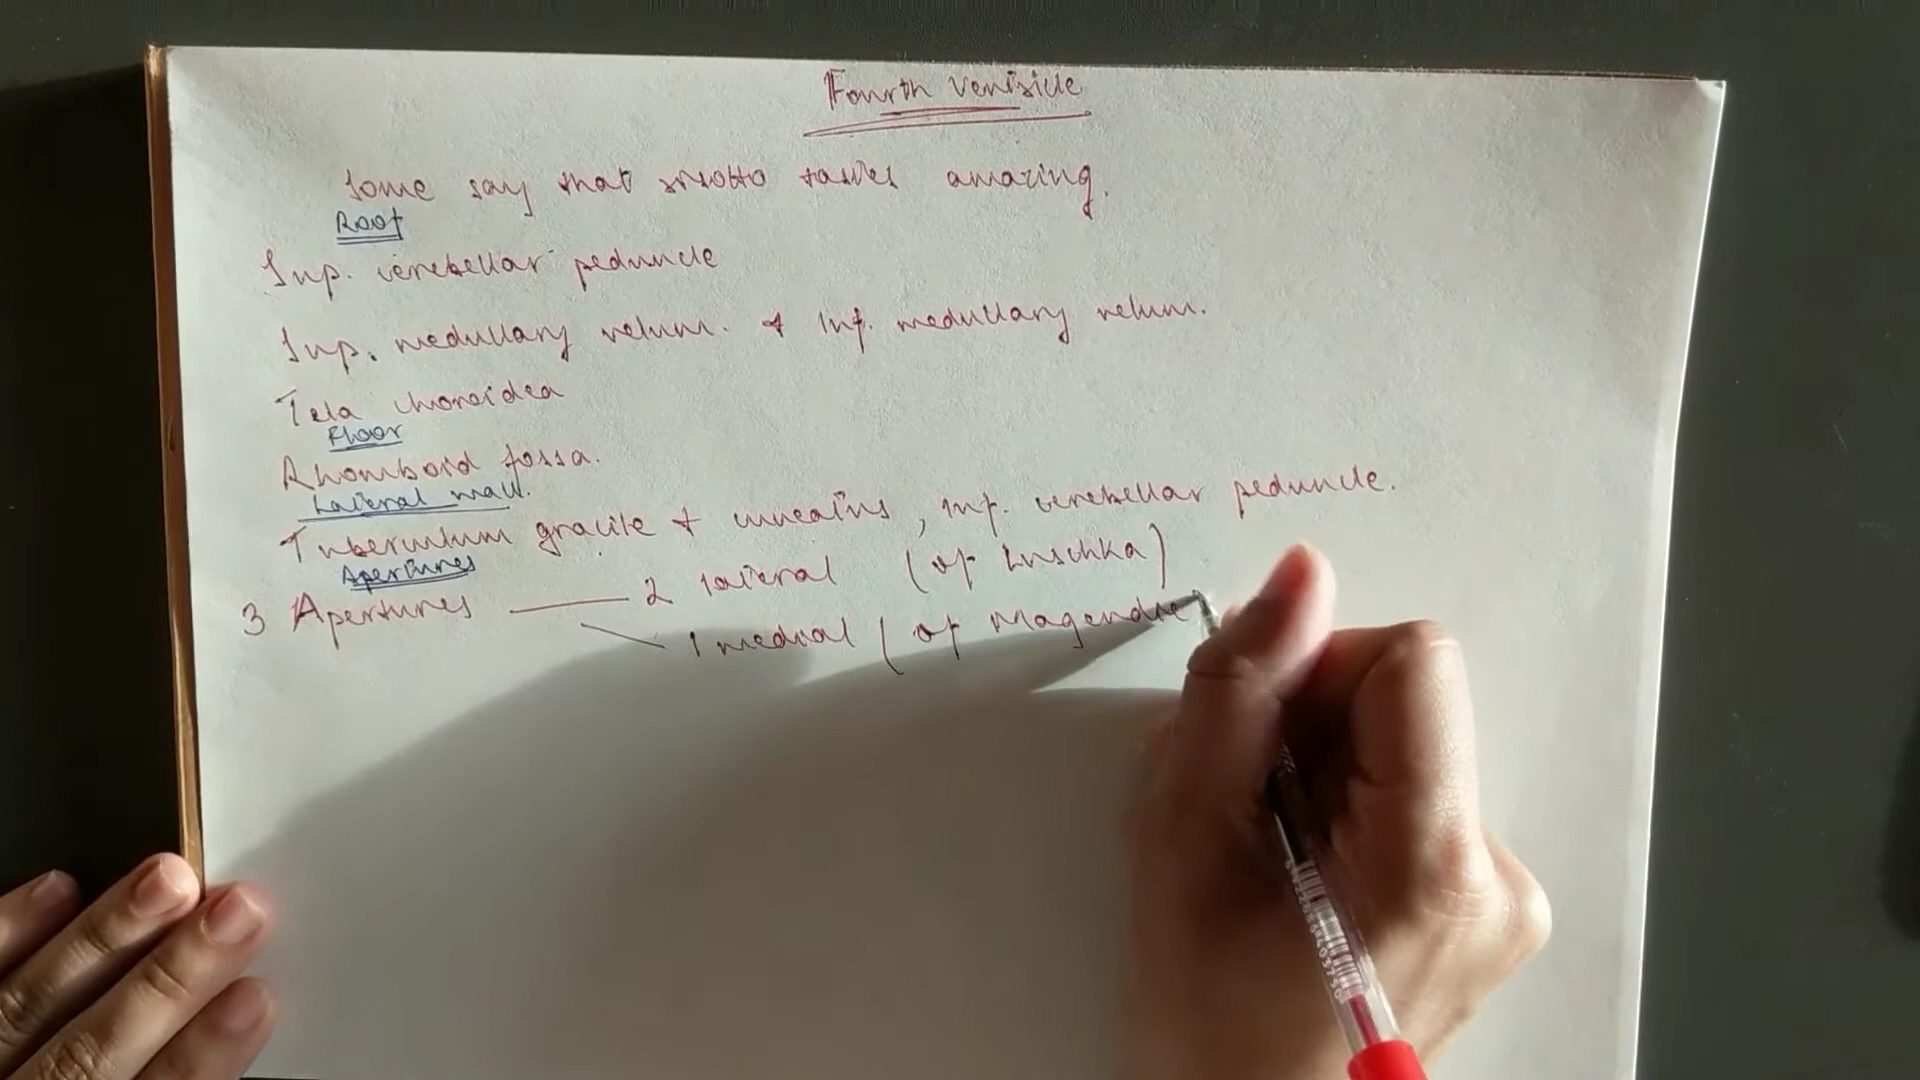 Fourth Ventricle
Some say that risotto tastes amazing.
Roof
Sup. cerebellar peduncle
Sup. medullary velum. & Inf. medullary velum.
Tela choroidea
Floor
Rhomboid fossa.
Lateral wall.
Tuberculum gracile & cuneatus, inf. cerebellar peduncle.
Apertures
3 Apertures 2 lateral (of Luschka)
1 medial (of Magendie